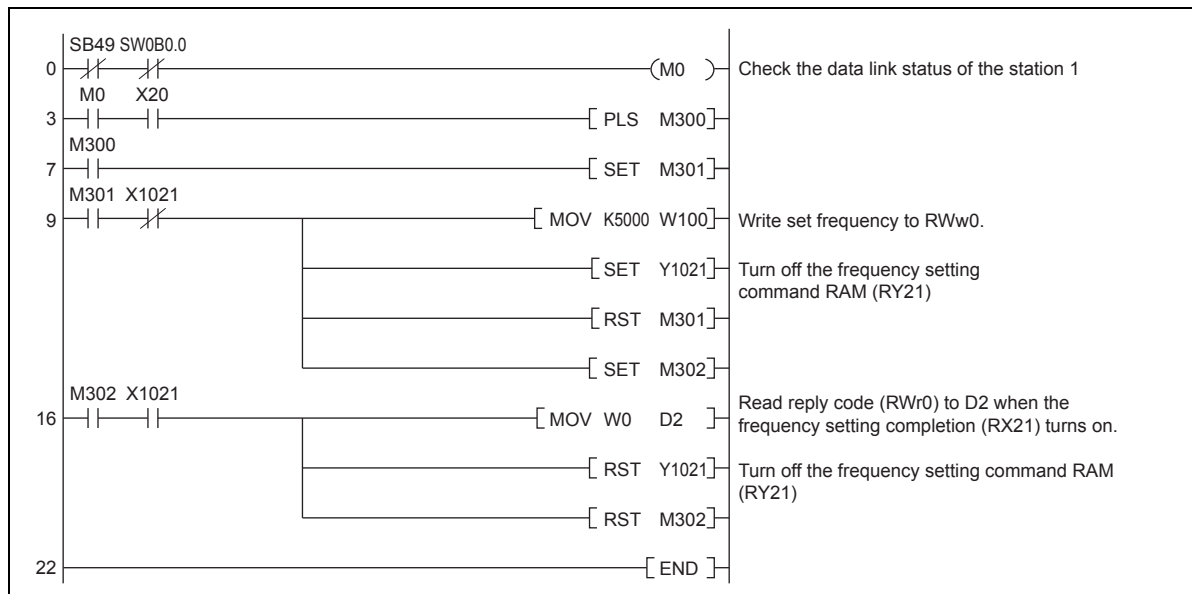 SB49 SW0B0.0
0 M0 Check the data link status of the station 1
M0 X20
3 PLS M300
M300
7 SET M301
M301 X1021
9 MOV K5000 W100 Write set frequency to RWw0.
SET Y1021 Turn off the frequency setting
command RAM (RY21)
RST M301
SET M302
M302 X1021
16 MOV W0 D2 Read reply code (RWr0) to D2 when the
frequency setting completion (RX21) turns on.
RST Y1021 Turn off the frequency setting command RAM
(RY21)
RST M302
22 END